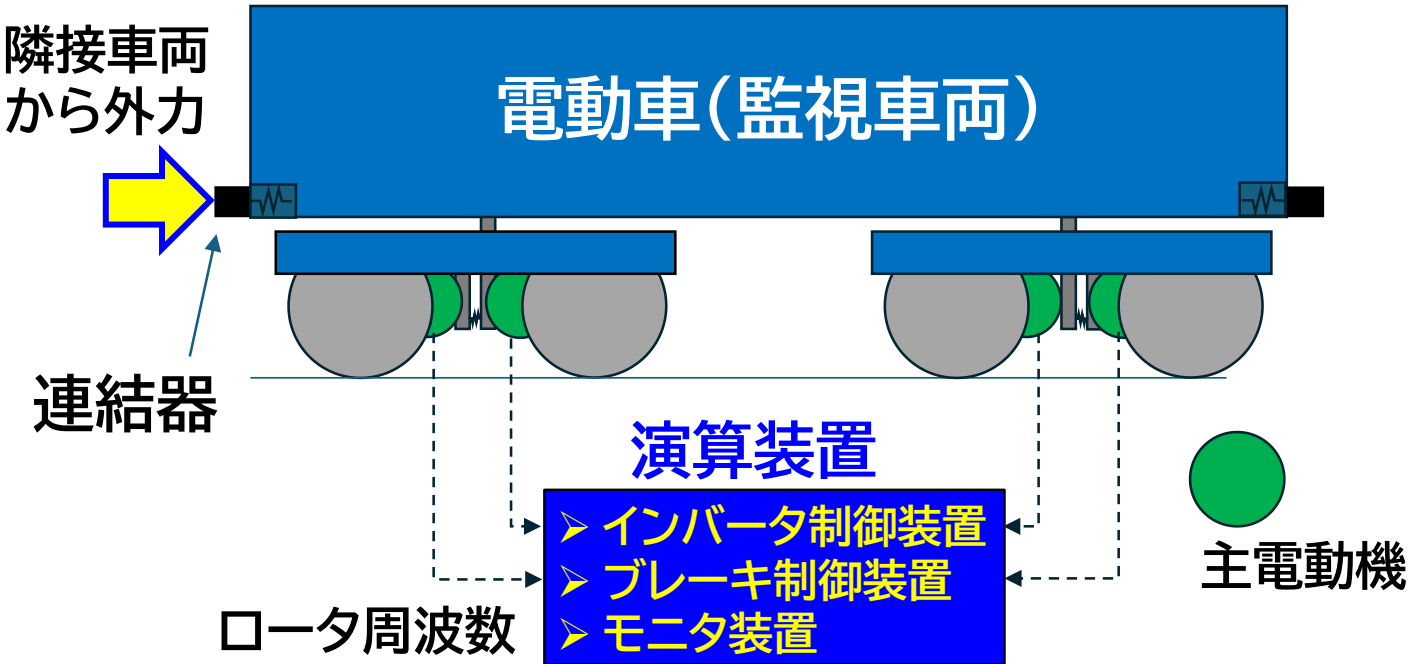 隣接車両
から外力
電動車(監視車両)
連結器
演算装置
➢ インバータ制御装置
➢ ブレーキ制御装置
➢ モニタ装置
主電動機
ロータ周波数